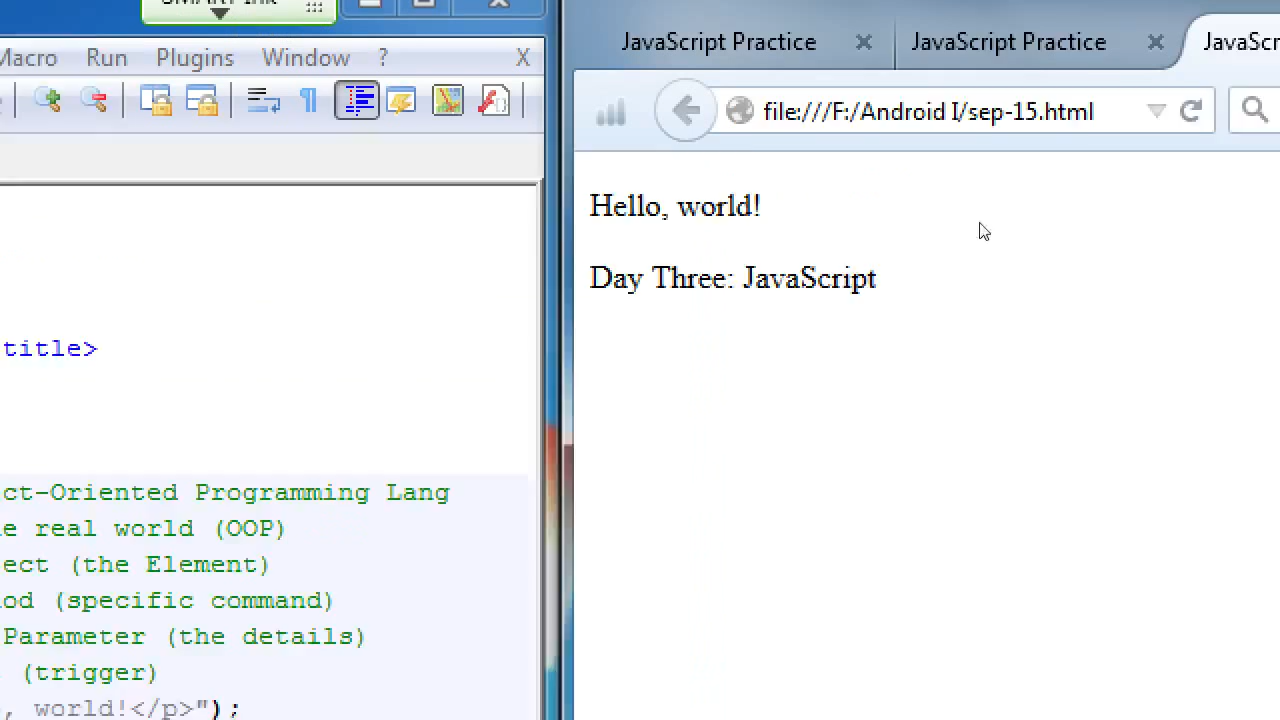 Macro Run Plugins Window ? X
title>
ct-Oriented Programming Lang
e real world (OOP)
ect (the Element)
od (specific command)
Parameter (the details)
(trigger)
, world!</p>");
JavaScript Practice JavaScript Practice JavaScr
file:///F:/Android I/sep-15.html
Hello, world!
Day Three: JavaScript